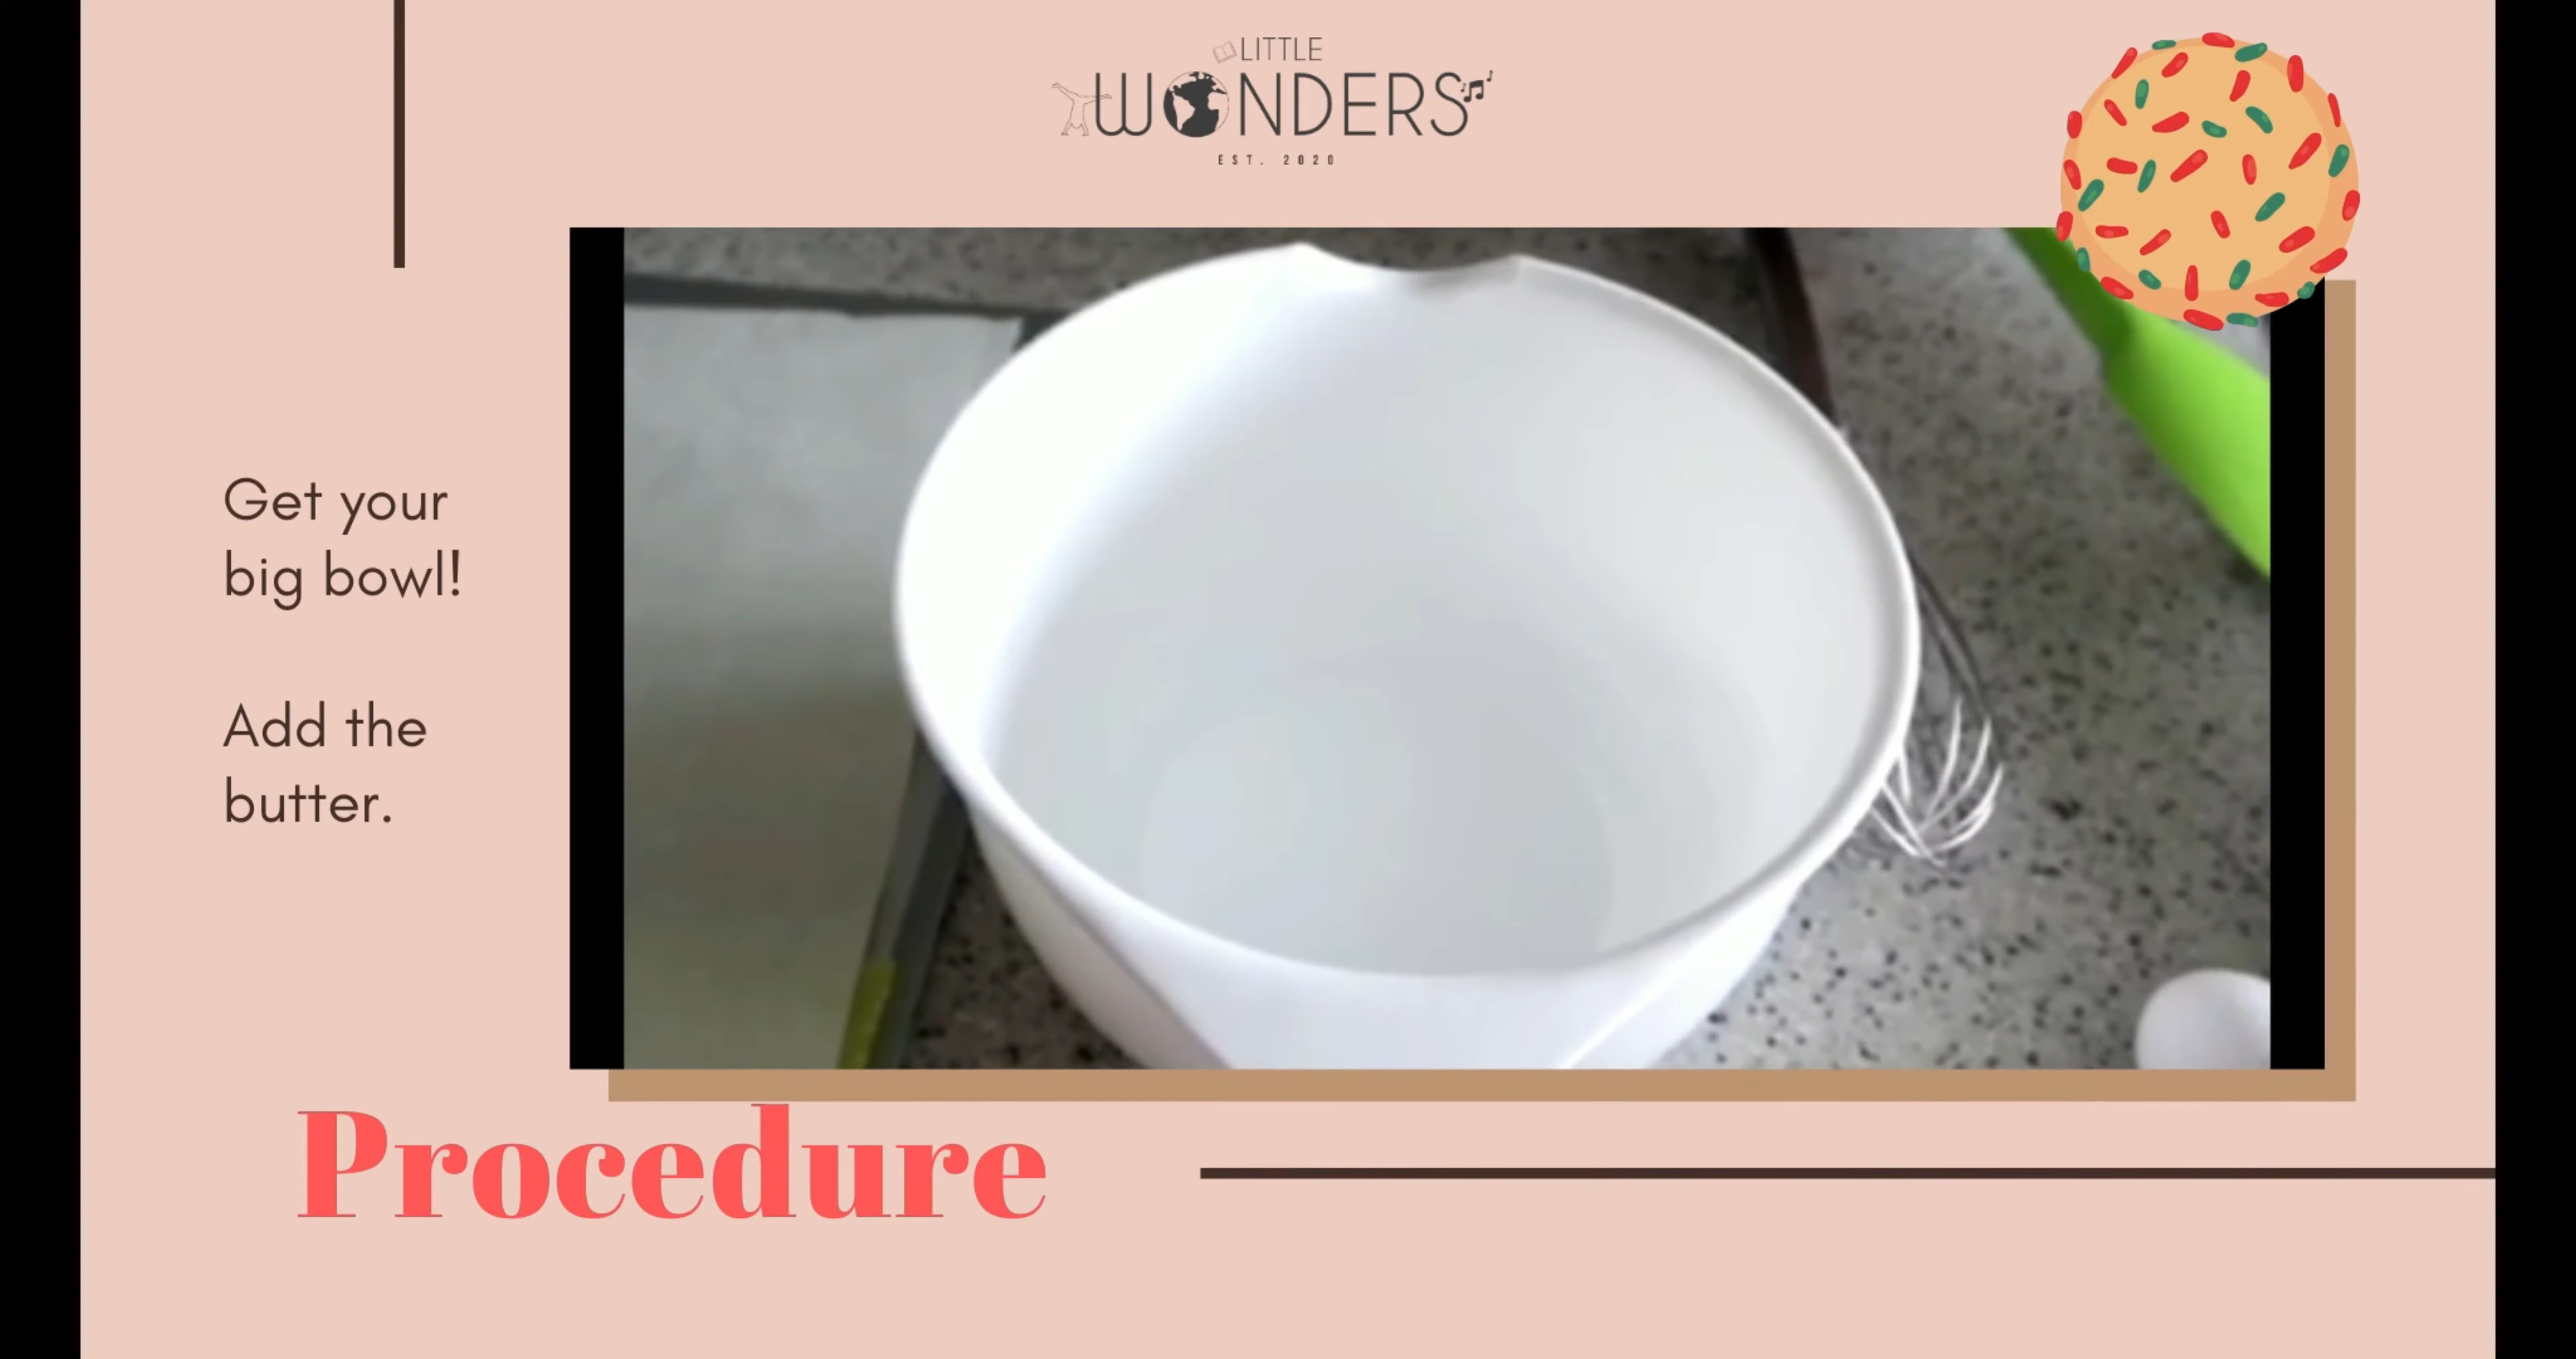 LITTLE
WONDERS
EST. 2020
Get your
big bowl!
Add the
butter.
Procedure